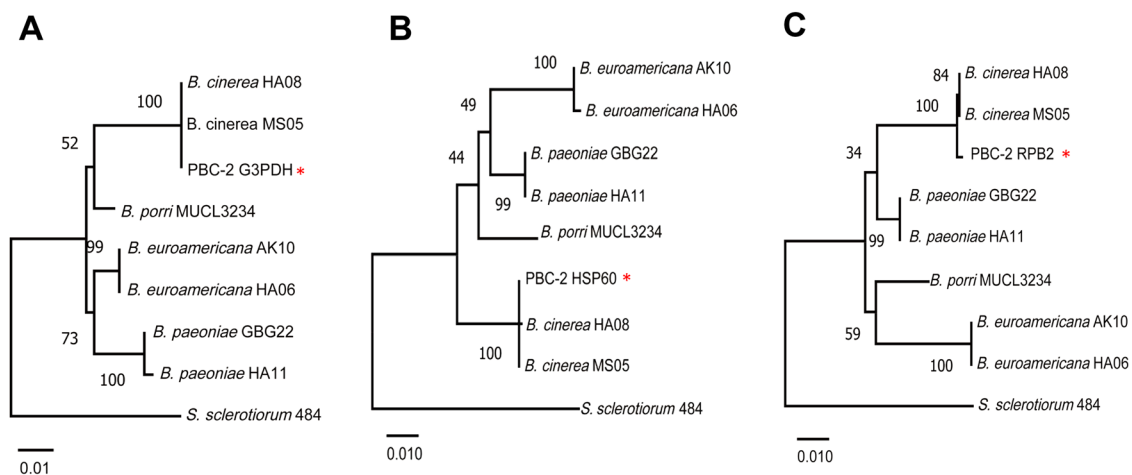 A
B. cinerea HA08
100
B. cinerea MS05
52
PBC-2 G3PDH *
B. porri MUCL3234
99
B. euroamericana AK10
B. euroamericana HA06
73
B. paeoniae GBG22
100
B. paeoniae HA11
S. sclerotiorum 484
0.01
B
100
B. euroamericana AK10
49
B. euroamericana HA06
44
B. paeoniae GBG22
99
B. paeoniae HA11
B. porri MUCL3234
PBC-2 HSP60 *
B. cinerea HA08
100
B. cinerea MS05
S. sclerotiorum 484
0.010
C
84
B. cinerea HA08
100
B. cinerea MS05
34
PBC-2 RPB2 *
B. paeoniae GBG22
99
B. paeoniae HA11
B. porri MUCL3234
59
B. euroamericana AK10
100
B. euroamericana HA06
S. sclerotiorum 484
0.010